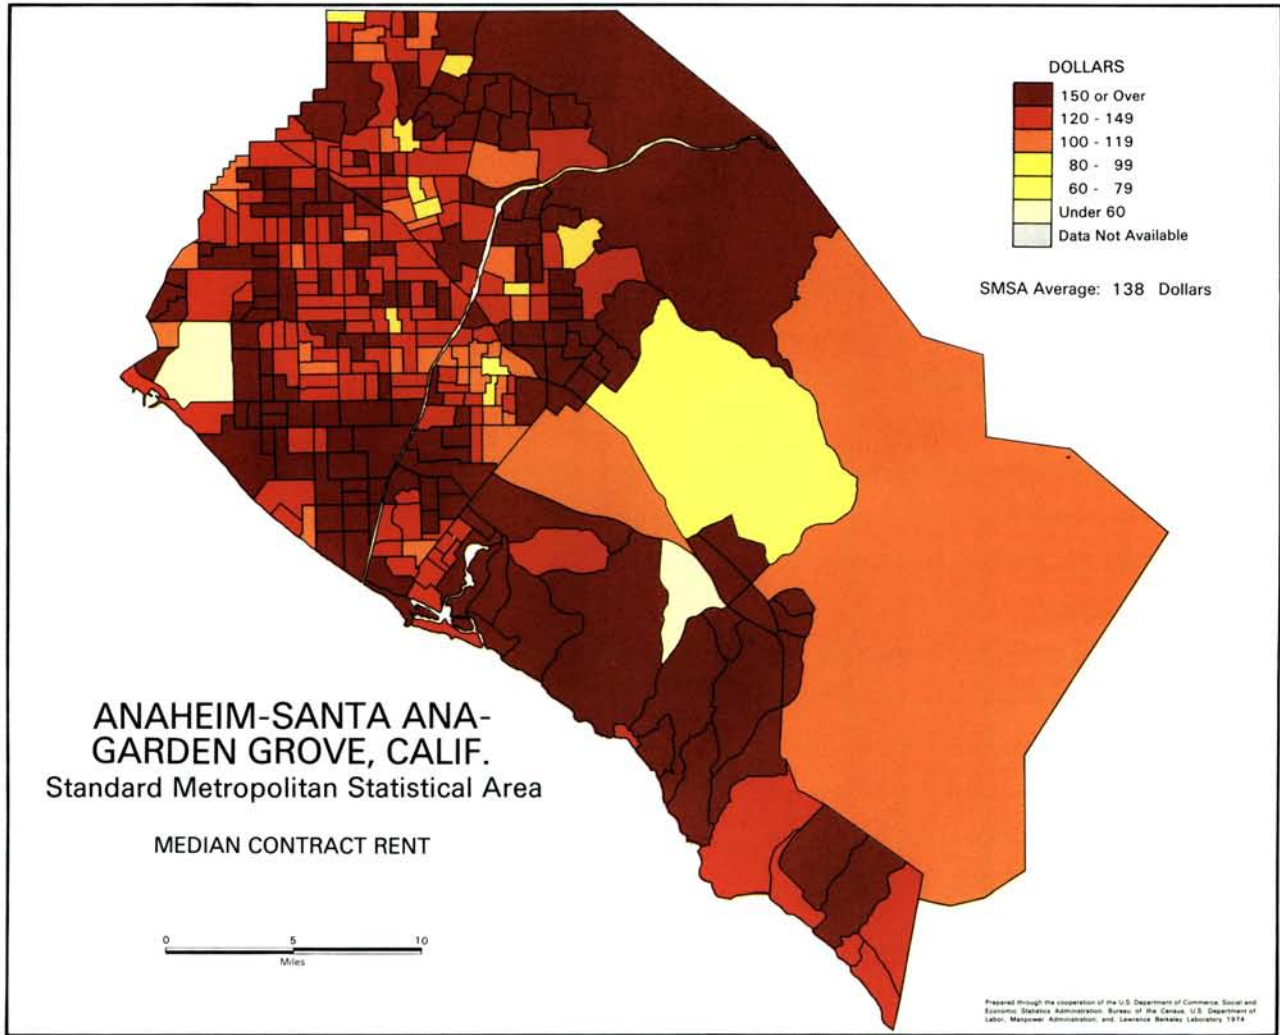 DOLLARS
150 or Over
120 - 149
100 - 119
80 - 99
60 - 79
Under 60
Data Not Available
SMSA Average: 138 Dollars
ANAHEIM-SANTA ANA-
GARDEN GROVE, CALIF.
Standard Metropolitan Statistical Area
MEDIAN CONTRACT RENT
0 5 10
Miles
Prepared through the cooperation of the U.S. Department of Commerce, Social and
Economic Statistics Administration, Bureau of the Census, U.S. Department of
Labor, Manpower Administration, and, Lawrence Berkeley Laboratory 1974